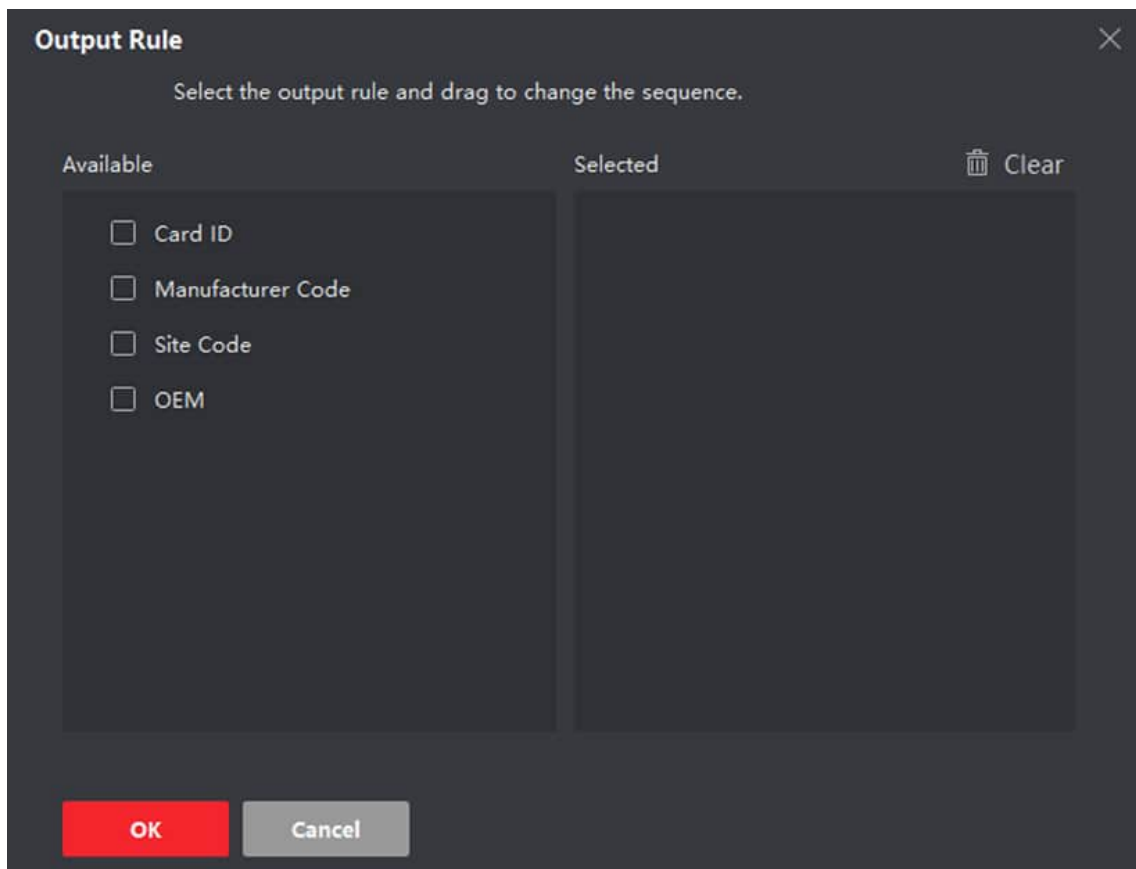 Output Rule
Select the output rule and drag to change the sequence.
Available
Selected
Clear
Card ID
Manufacturer Code
Site Code
OEM
OK
Cancel